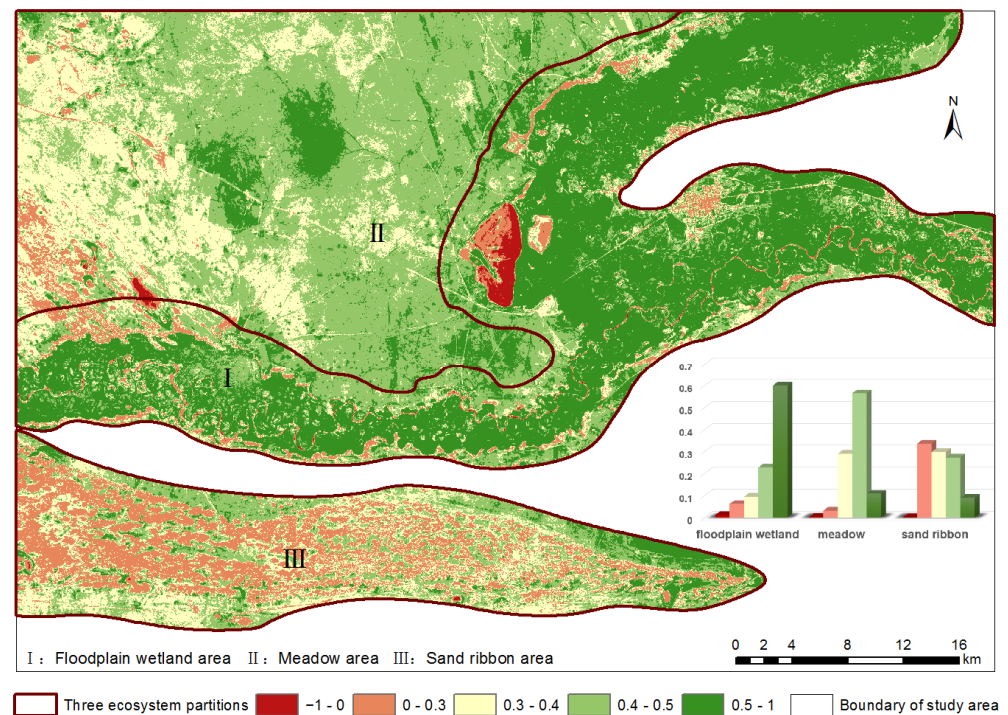 N
II
I
III
0.7
0.6
0.5
0.4
0.3
0.2
0.1
0
floodplain wetland meadow sand ribbon
Ⅰ: Floodplain wetland area Ⅱ: Meadow area Ⅲ: Sand ribbon area
0 2 4 8 12 16
km
Three ecosystem partitions −1 - 0 0 - 0.3 0.3 - 0.4 0.4 - 0.5 0.5 - 1 Boundary of study area